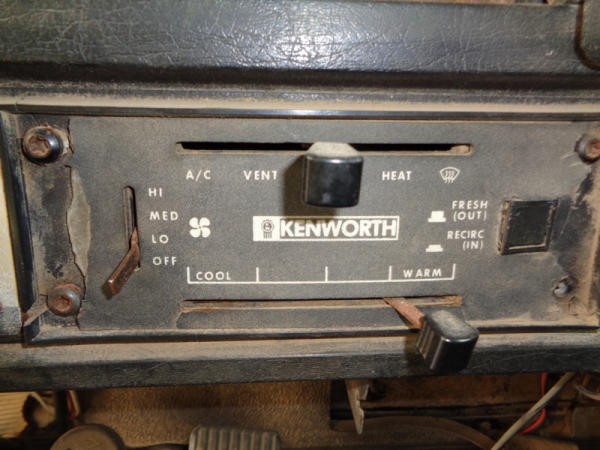 A/C VENT HEAT
HI
MED
LO
OFF
KENWORTH
FRESH
(OUT)
RECIRC
(IN)
COOL WARM